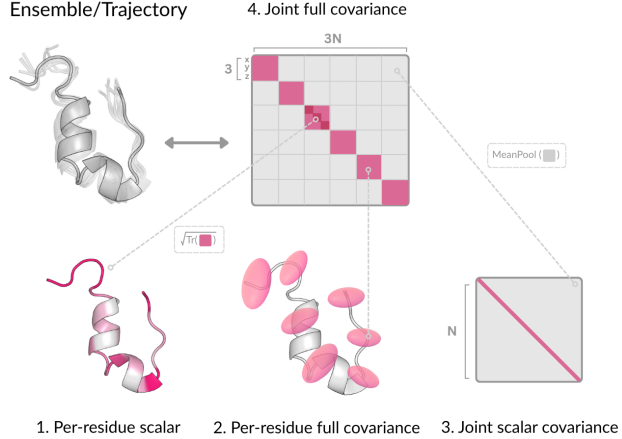 Ensemble/Trajectory
4. Joint full covariance
3N
3
x
y
z
MeanPool ( )
√Tr( )
N
1. Per-residue scalar
2. Per-residue full covariance
3. Joint scalar covariance